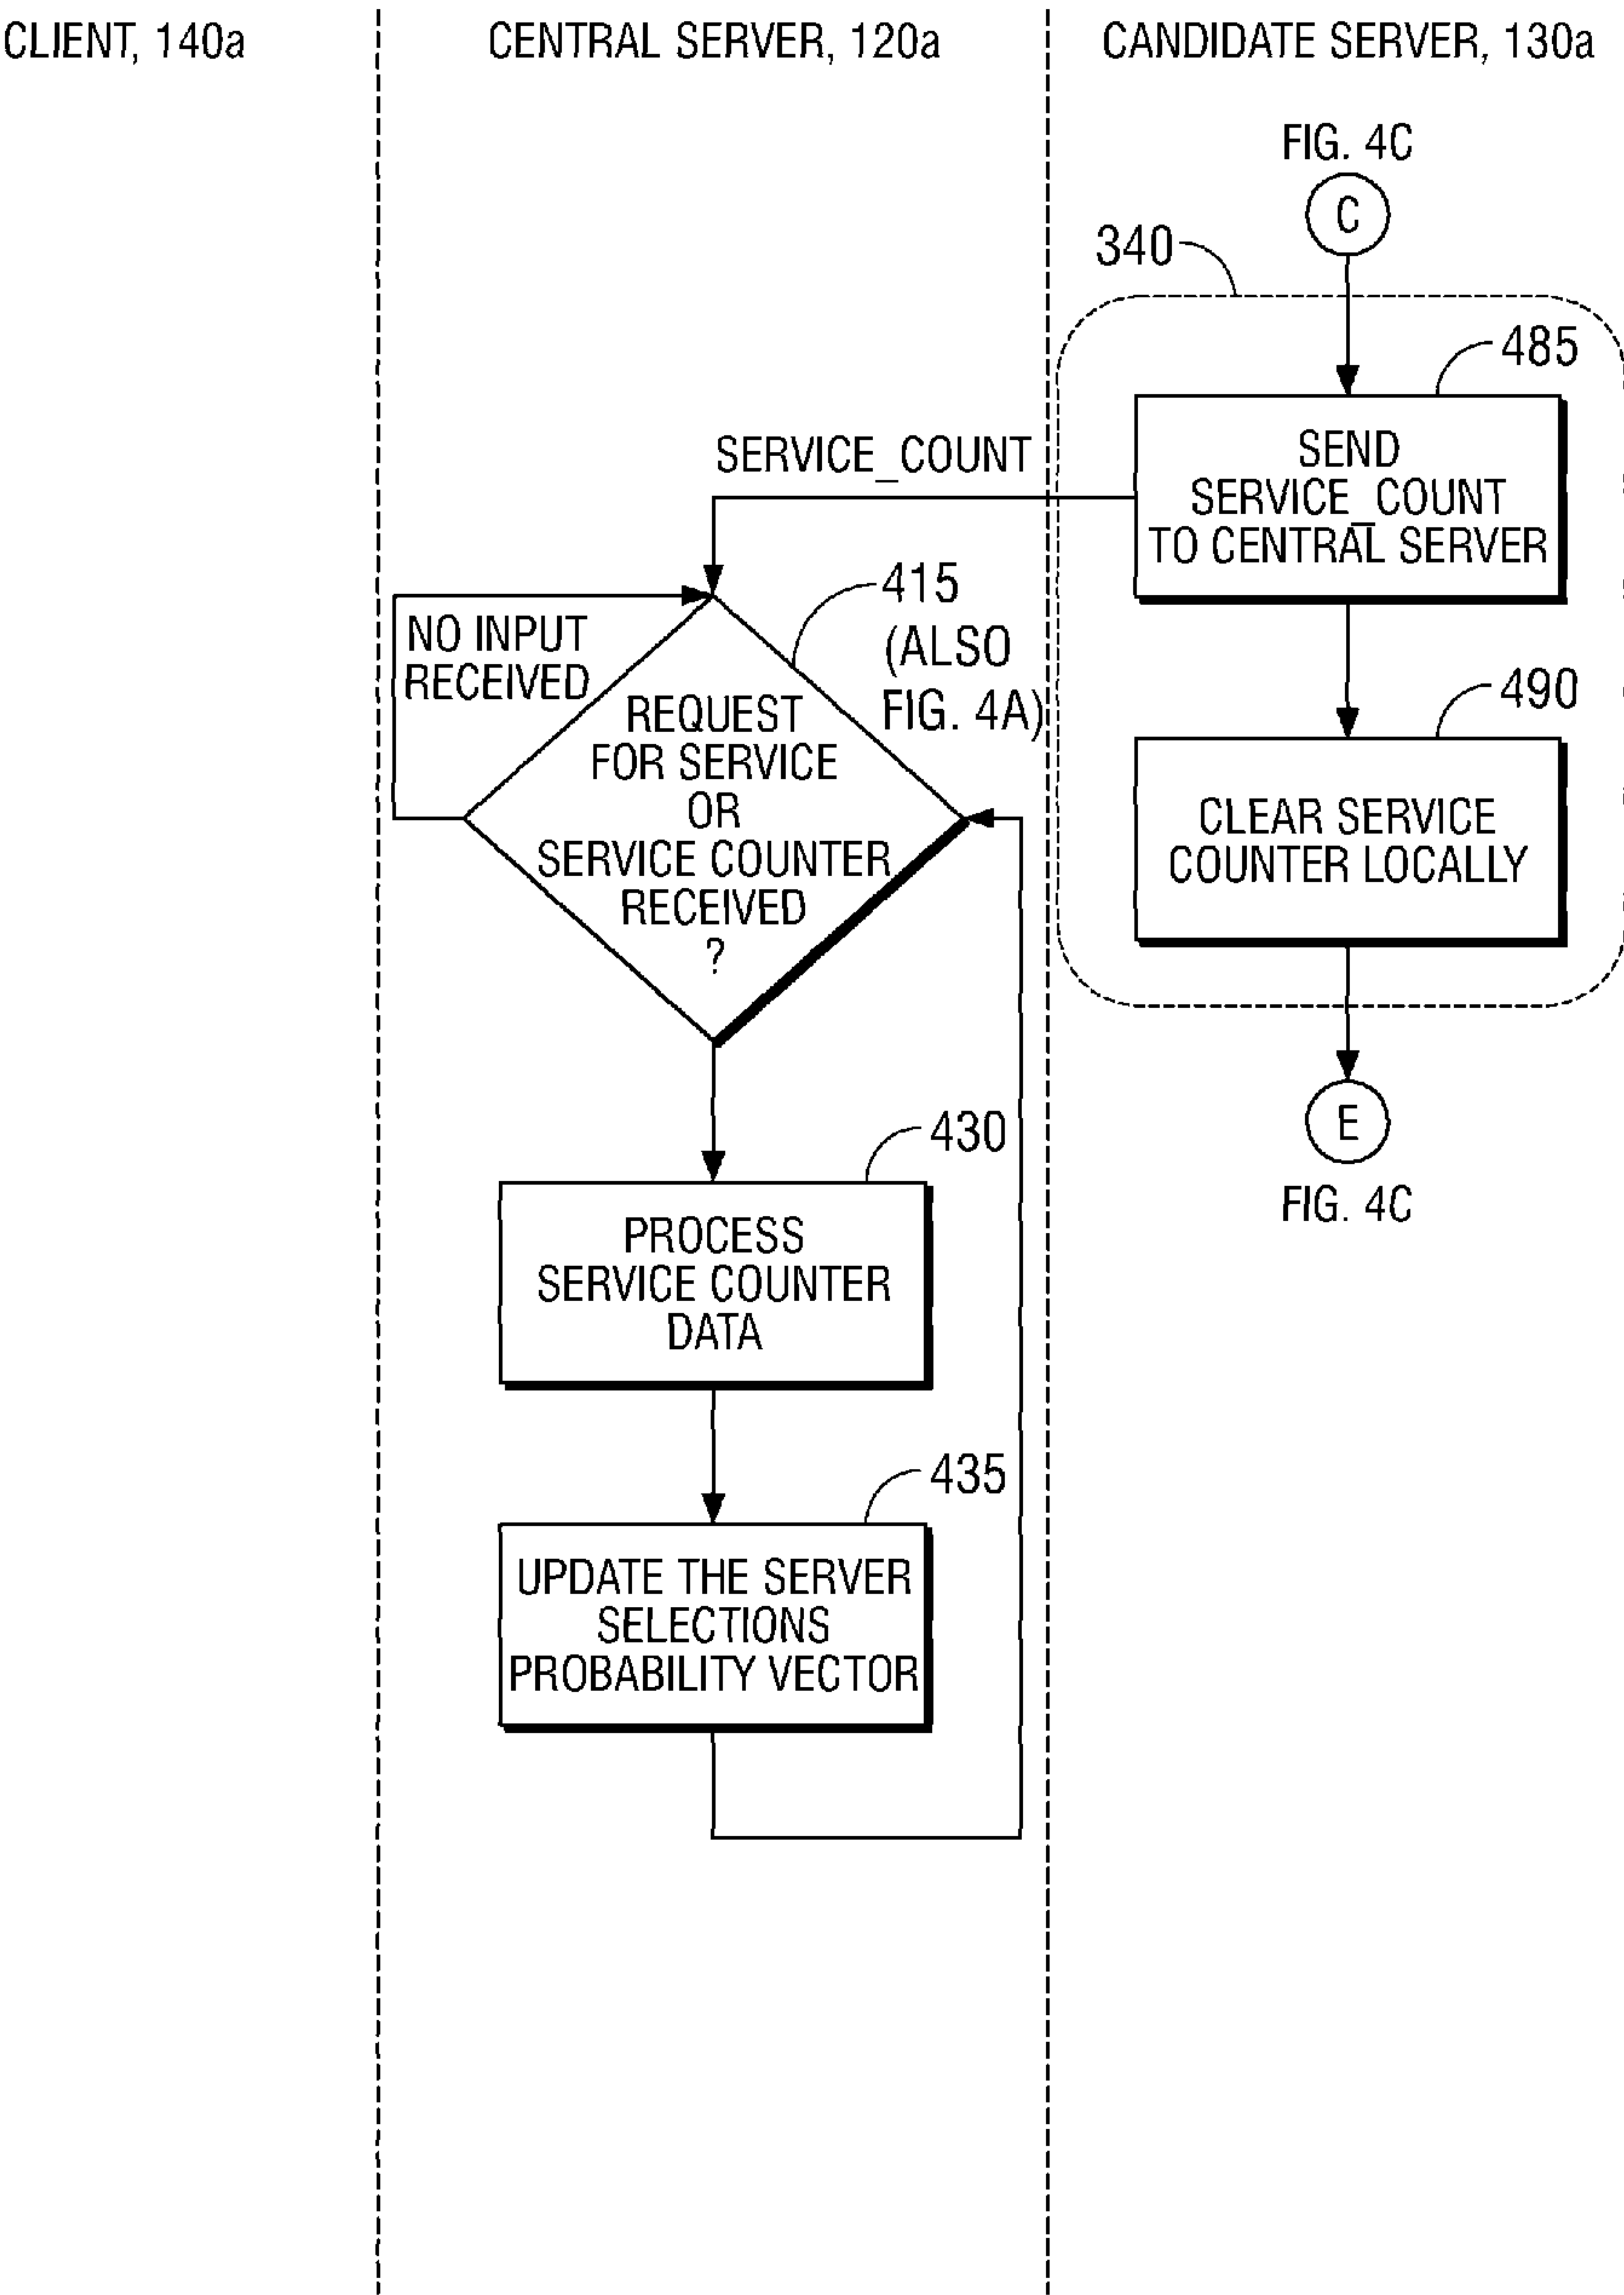 CLIENT, 140a
CENTRAL SERVER, 120a
CANDIDATE SERVER, 130a
FIG. 4C
C
340
485
SEND
SERVICE_COUNT
TO CENTRAL SERVER
SERVICE_COUNT
415
(ALSO
FIG. 4A)
NO INPUT
RECEIVED
REQUEST
FOR SERVICE
OR
SERVICE COUNTER
RECEIVED
?
490
CLEAR SERVICE
COUNTER LOCALLY
E
FIG. 4C
430
PROCESS
SERVICE COUNTER
DATA
435
UPDATE THE SERVER
SELECTIONS
PROBABILITY VECTOR